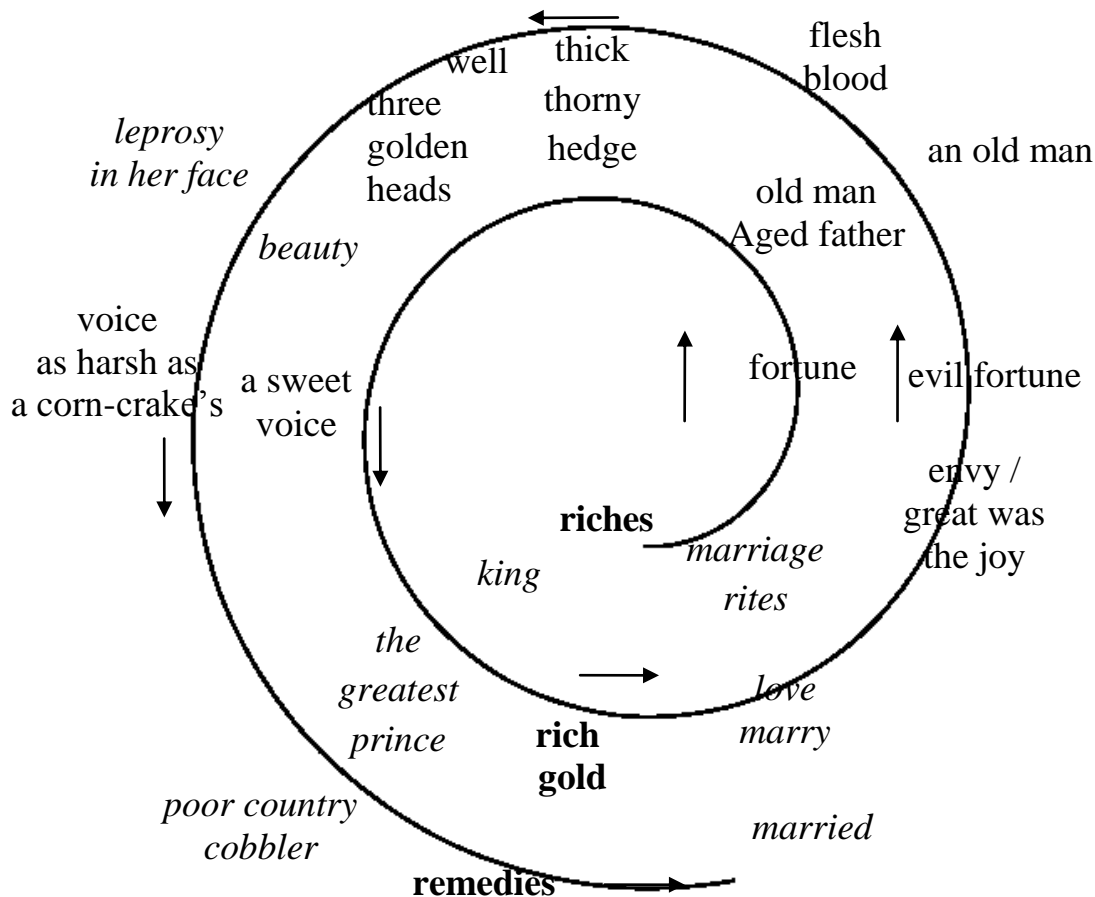 flesh
blood
well
thick
three
golden
heads
thorny
hedge
leprosy
in her face
an old man
old man
Aged father
beauty
voice
as harsh as
a corn-crake's
a sweet
voice
fortune
evil fortune
envy /
great was
the joy
riches
marriage
rites
king
the
greatest
prince
love
marry
rich
gold
poor country
cobbler
married
remedies